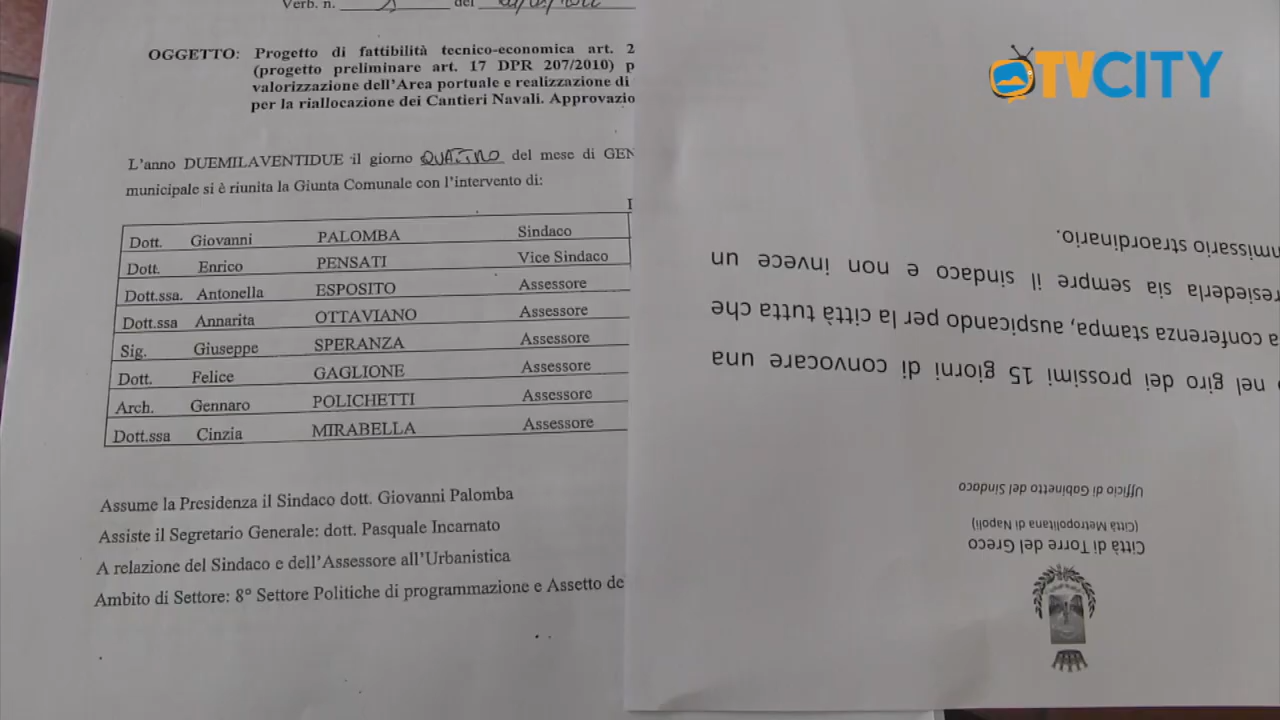 Verb. n. del
OGGETTO: Progetto di fattibilità tecnico-economica art. 2
(progetto preliminare art. 17 DPR 207/2010) p
valorizzazione dell'Area portuale e realizzazione di
per la riallocazione dei Cantieri Navali. Approvazio
L'anno DUEMILAVENTIDUE il giorno QUATTRO del mese di GEN
municipale si è riunita la Giunta Comunale con l'intervento di:
Dott. Giovanni PALOMBA Sindaco
Dott. Enrico PENSATI Vice Sindaco
Dott.ssa. Antonella ESPOSITO Assessore
Dott.ssa Annarita OTTAVIANO Assessore
Sig. Giuseppe SPERANZA Assessore
Dott. Felice GAGLIONE Assessore
Arch. Gennaro POLICHETTI Assessore
Dott.ssa Cinzia MIRABELLA Assessore
Assume la Presidenza il Sindaco dott. Giovanni Palomba
Assiste il Segretario Generale: dott. Pasquale Incarnato
A relazione del Sindaco e dell'Assessore all'Urbanistica
Ambito di Settore: 8° Settore Politiche di programmazione e Assetto de
TVCITY
Città di Torre del Greco
(Città Metropolitana di Napoli)
Ufficio di Gabinetto del Sindaco
nel giro dei prossimi 15 giorni di convocare una
a conferenza stampa, auspicando per la città tutta che
resiederla sia sempre il sindaco e non invece un
mmissario straordinario.